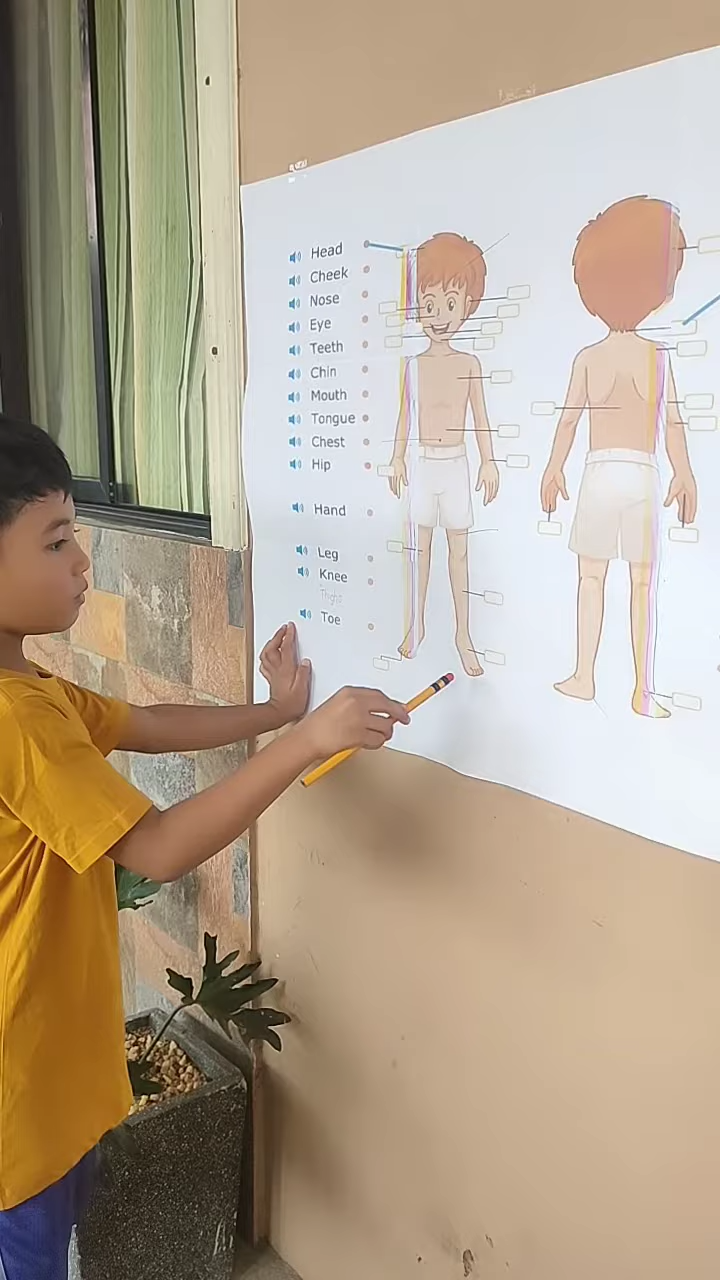 Head
Cheek
Nose
Eye
Teeth
Chin
Mouth
Tongue
Chest
Hip
Hand
Leg
Knee
Thigh
Toe